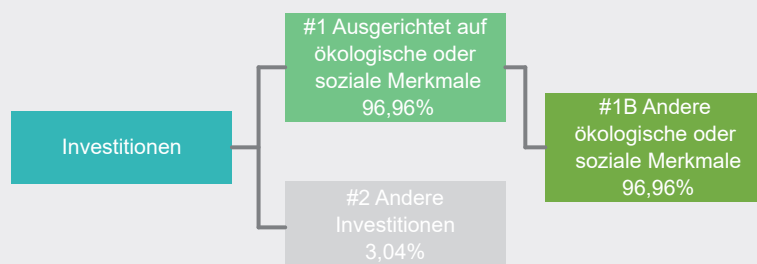 Investitionen
#1 Ausgerichtet auf
ökologische oder
soziale Merkmale
96,96%
#2 Andere
Investitionen
3,04%
#1B Andere
ökologische oder
soziale Merkmale
96,96%